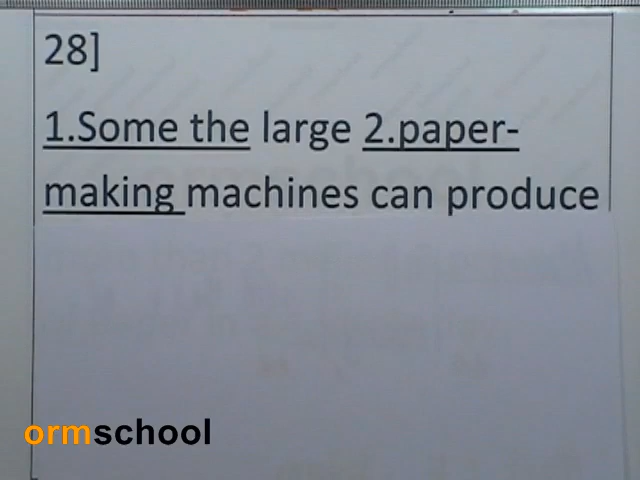 28]
1.Some the large 2.paper-
making machines can produce
ormschool